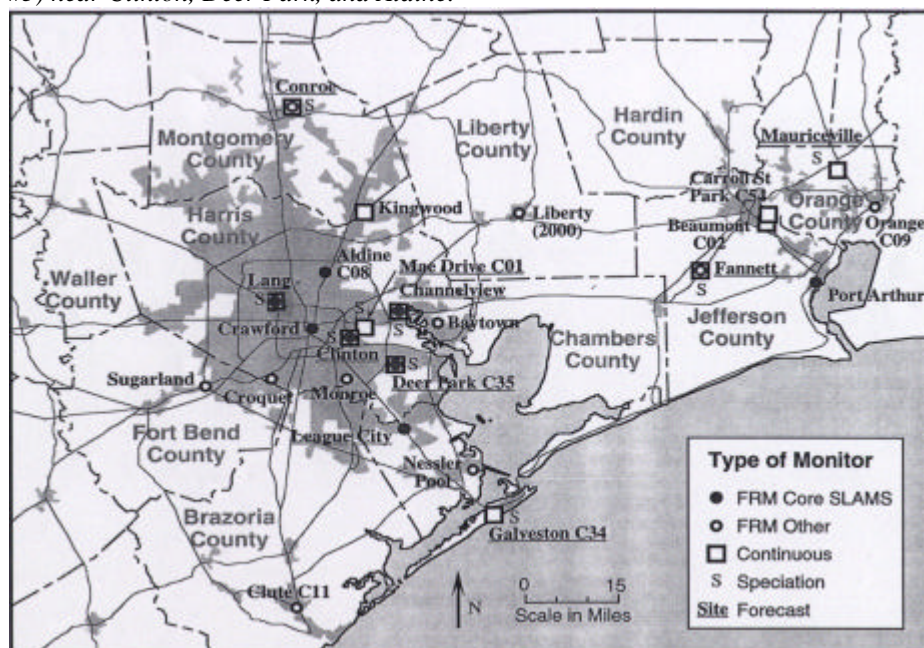 #5) near Clinton, Deer Park, and Aldine.
Conroe
S
Montgomery
County
Liberty
County
Hardin
County
Mauriceville
S
Carroll St
Park C54
Orange
County
Orange
C09
Beaumont
C02
Kingwood
Liberty
(2000)
Harris
County
Aldine
C08
Mae Drive C01
S
Waller
County
Lang
S
Channelview
S
Baytown
Fannett
S
Port Arthur
Crawford
S
Clinton
Chambers
County
Jefferson
County
S
Deer Park C35
Sugarland
Croquet
Monroe
League City
Fort Bend
County
Nessler
Pool
Brazoria
County
S
Galveston C34
Clute C11
N
0 15
Scale in Miles
Type of Monitor
FRM Core SLAMS
FRM Other
Continuous
S Speciation
Site Forecast